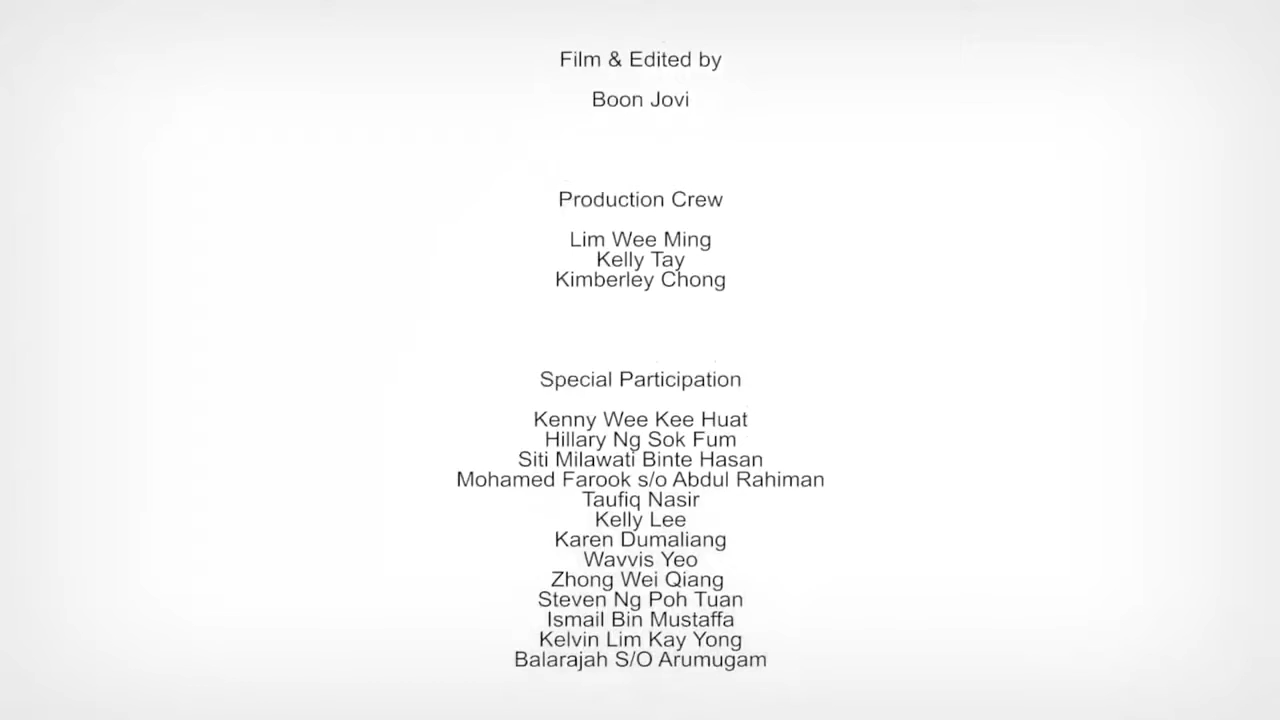 Film & Edited by
Boon Jovi
Production Crew
Lim Wee Ming
Kelly Tay
Kimberley Chong
Special Participation
Kenny Wee Kee Huat
Hillary Ng Sok Fum
Siti Milawati Binte Hasan
Mohamed Farook s/o Abdul Rahiman
Taufiq Nasir
Kelly Lee
Karen Dumaliang
Wavvis Yeo
Zhong Wei Qiang
Steven Ng Poh Tuan
Ismail Bin Mustaffa
Kelvin Lim Kay Yong
Balarajah S/O Arumugam